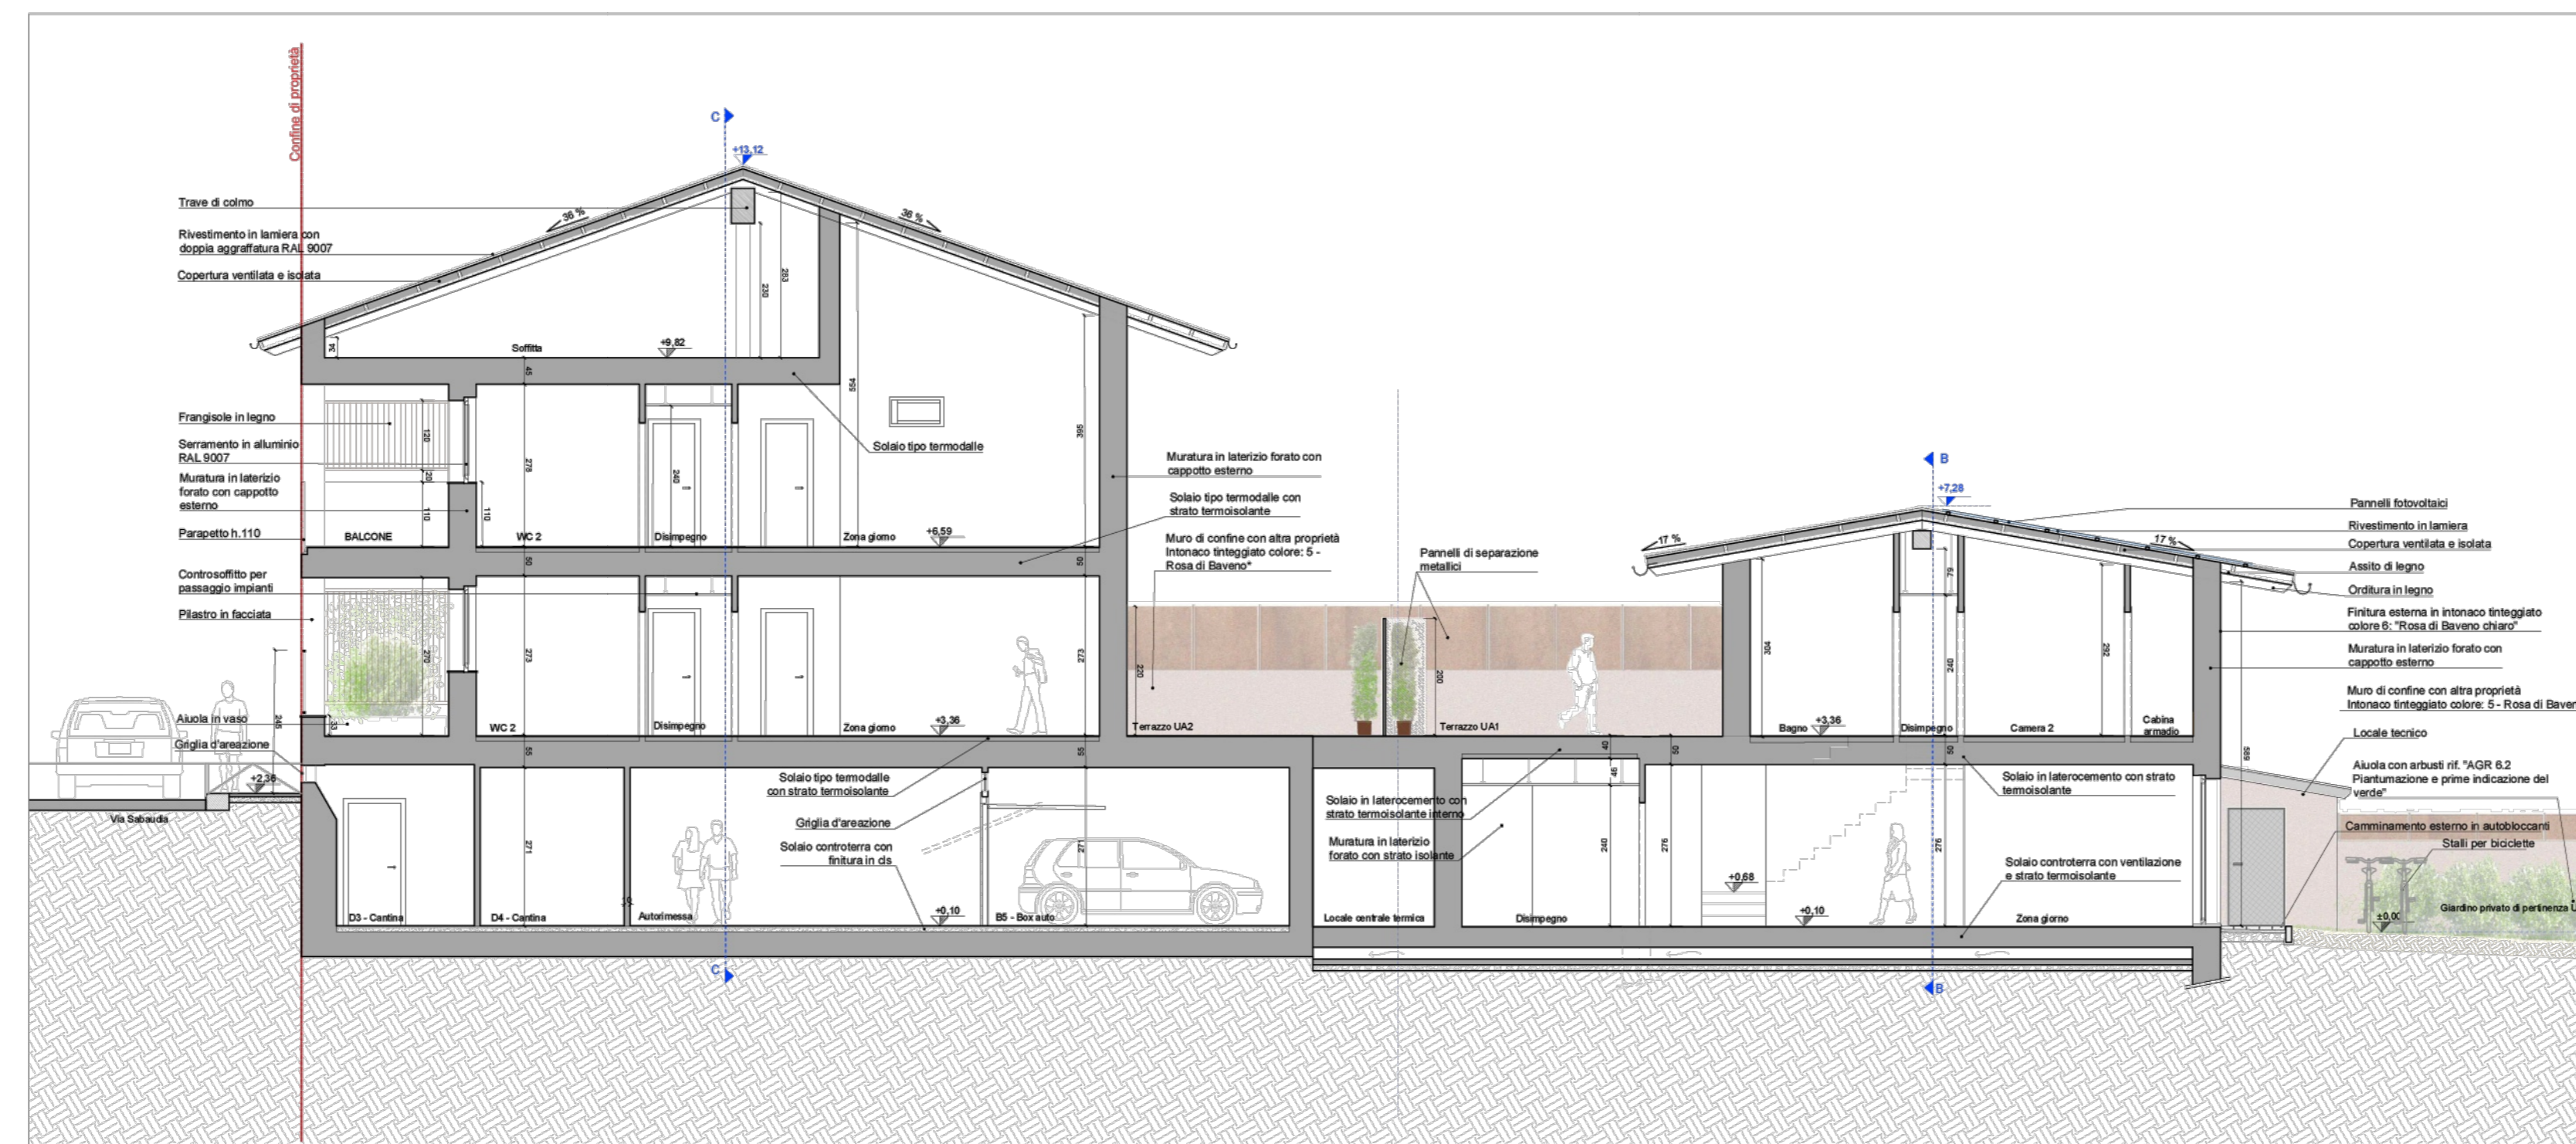 Confine di proprietà
C
+13,12
Trave di colmo
36 %
36 %
Rivestimento in lamiera con
doppia aggraffatura RAL 9007
Copertura ventilata e isolata
283
230
34
Soffitta
+9,82
45
554
395
Frangisole in legno
Serramento in alluminio
RAL 9007
Muratura in laterizio
forato con cappotto
esterno
Parapetto h.110
120
20
110
110
278
240
BALCONE
WC 2
Disimpegno
Zona giorno
+6,59
Solaio tipo termodalle
50
50
Muratura in laterizio forato con
cappotto esterno
Solaio tipo termodalle con
strato termoisolante
Muro di confine con altra proprietà
Intonaco tinteggiato colore: 5 -
Rosa di Baveno"
Pannelli di separazione
metallici
B
+7,28
17 %
17 %
Pannelli fotovoltaici
Rivestimento in lamiera
Copertura ventilata e isolata
Assito di legno
Orditura in legno
Finitura esterna in intonaco tinteggiato
colore 6: "Rosa di Baveno chiaro"
Muratura in laterizio forato con
cappotto esterno
Muro di confine con altra proprietà
Intonaco tinteggiato colore: 5 - Rosa di Baven
Locale tecnico
Aiuola con arbusti rif. "AGR 6.2
Piantumazione e prime indicazione del
verde"
Camminamento esterno in autobloccanti
Stalli per biciclette
Controsoffitto per
passaggio impianti
Pilastro in facciata
270
273
273
220
200
304
79
240
292
Aiuola in vaso
245
33
Griglia d'areazione
+2,36
Via Sabaudia
WC 2
Disimpegno
Zona giorno
+3,36
Terrazzo UA2
Terrazzo UA1
Bagno
+3,36
Disimpegno
Camera 2
Cabina
armadio
55
55
40
50
50
46
589
Solaio tipo termodalle
con strato termoisolante
Griglia d'areazione
Solaio controterra con
finitura in cls
Solaio in laterocemento con
strato termoisolante interno
Muratura in laterizio
forato con strato isolante
Solaio in laterocemento con strato
termoisolante
Solaio controterra con ventilazione
e strato termoisolante
271
271
240
276
276
+0,68
D3 - Cantina
D4 - Cantina
Autorimessa
+0,10
B5 - Box auto
Locale centrale termica
Disimpegno
+0,10
Zona giorno
±0,00
Giardino privato di pertinenza U
C
B